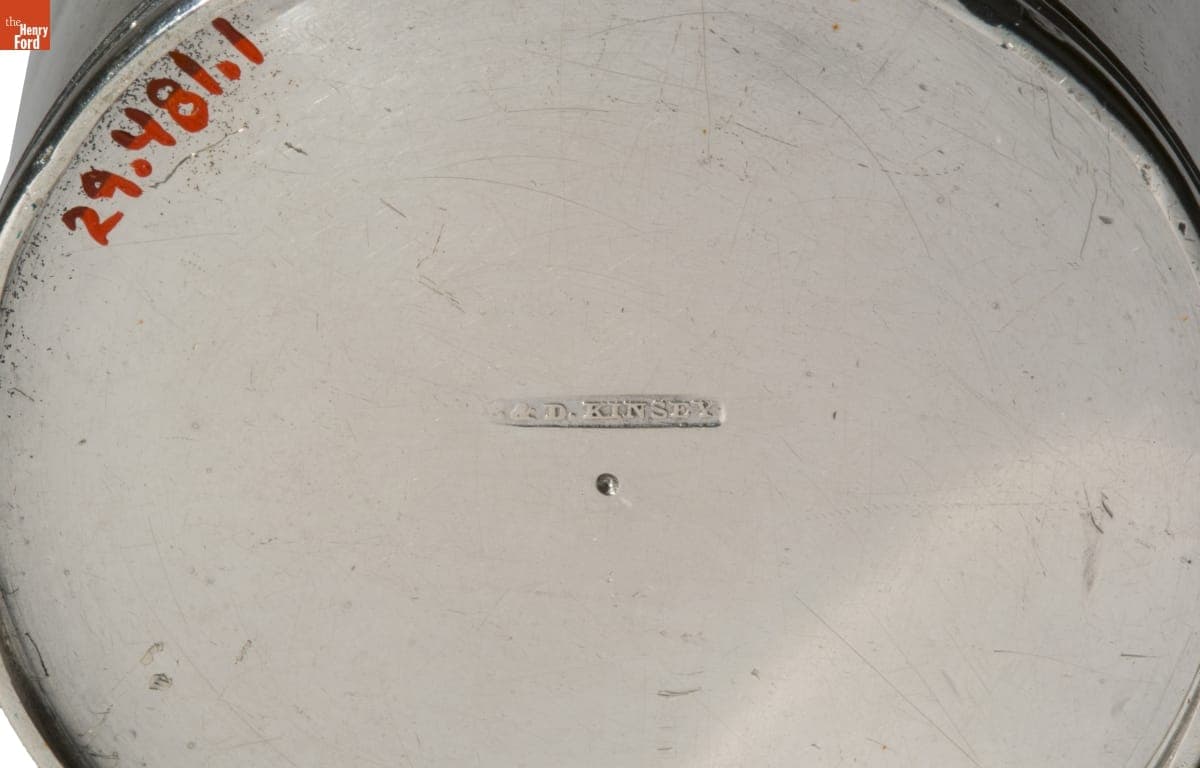 the
Henry
Ford
29.481.1
& D. KINSEY